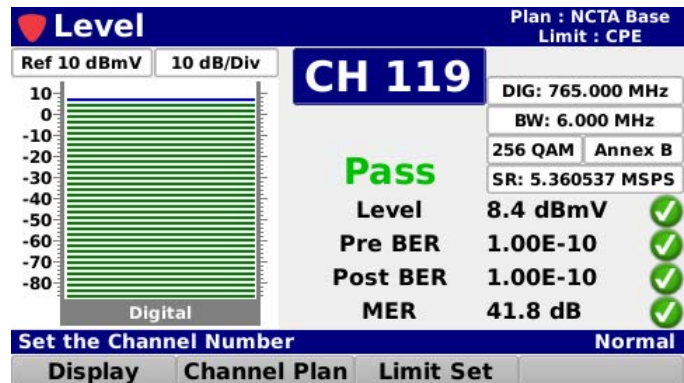 Level
Plan : NCTA Base
Limit : CPE
Ref 10 dBmV
10 dB/Div
CH 119
DIG: 765.000 MHz
BW: 6.000 MHz
256 QAM
Annex B
SR: 5.360537 MSPS
10
0
-10
-20
-30
-40
-50
-60
-70
-80
Digital
Pass
Level 8.4 dBmV
Pre BER 1.00E-10
Post BER 1.00E-10
MER 41.8 dB
Set the Channel Number
Normal
Display
Channel Plan
Limit Set